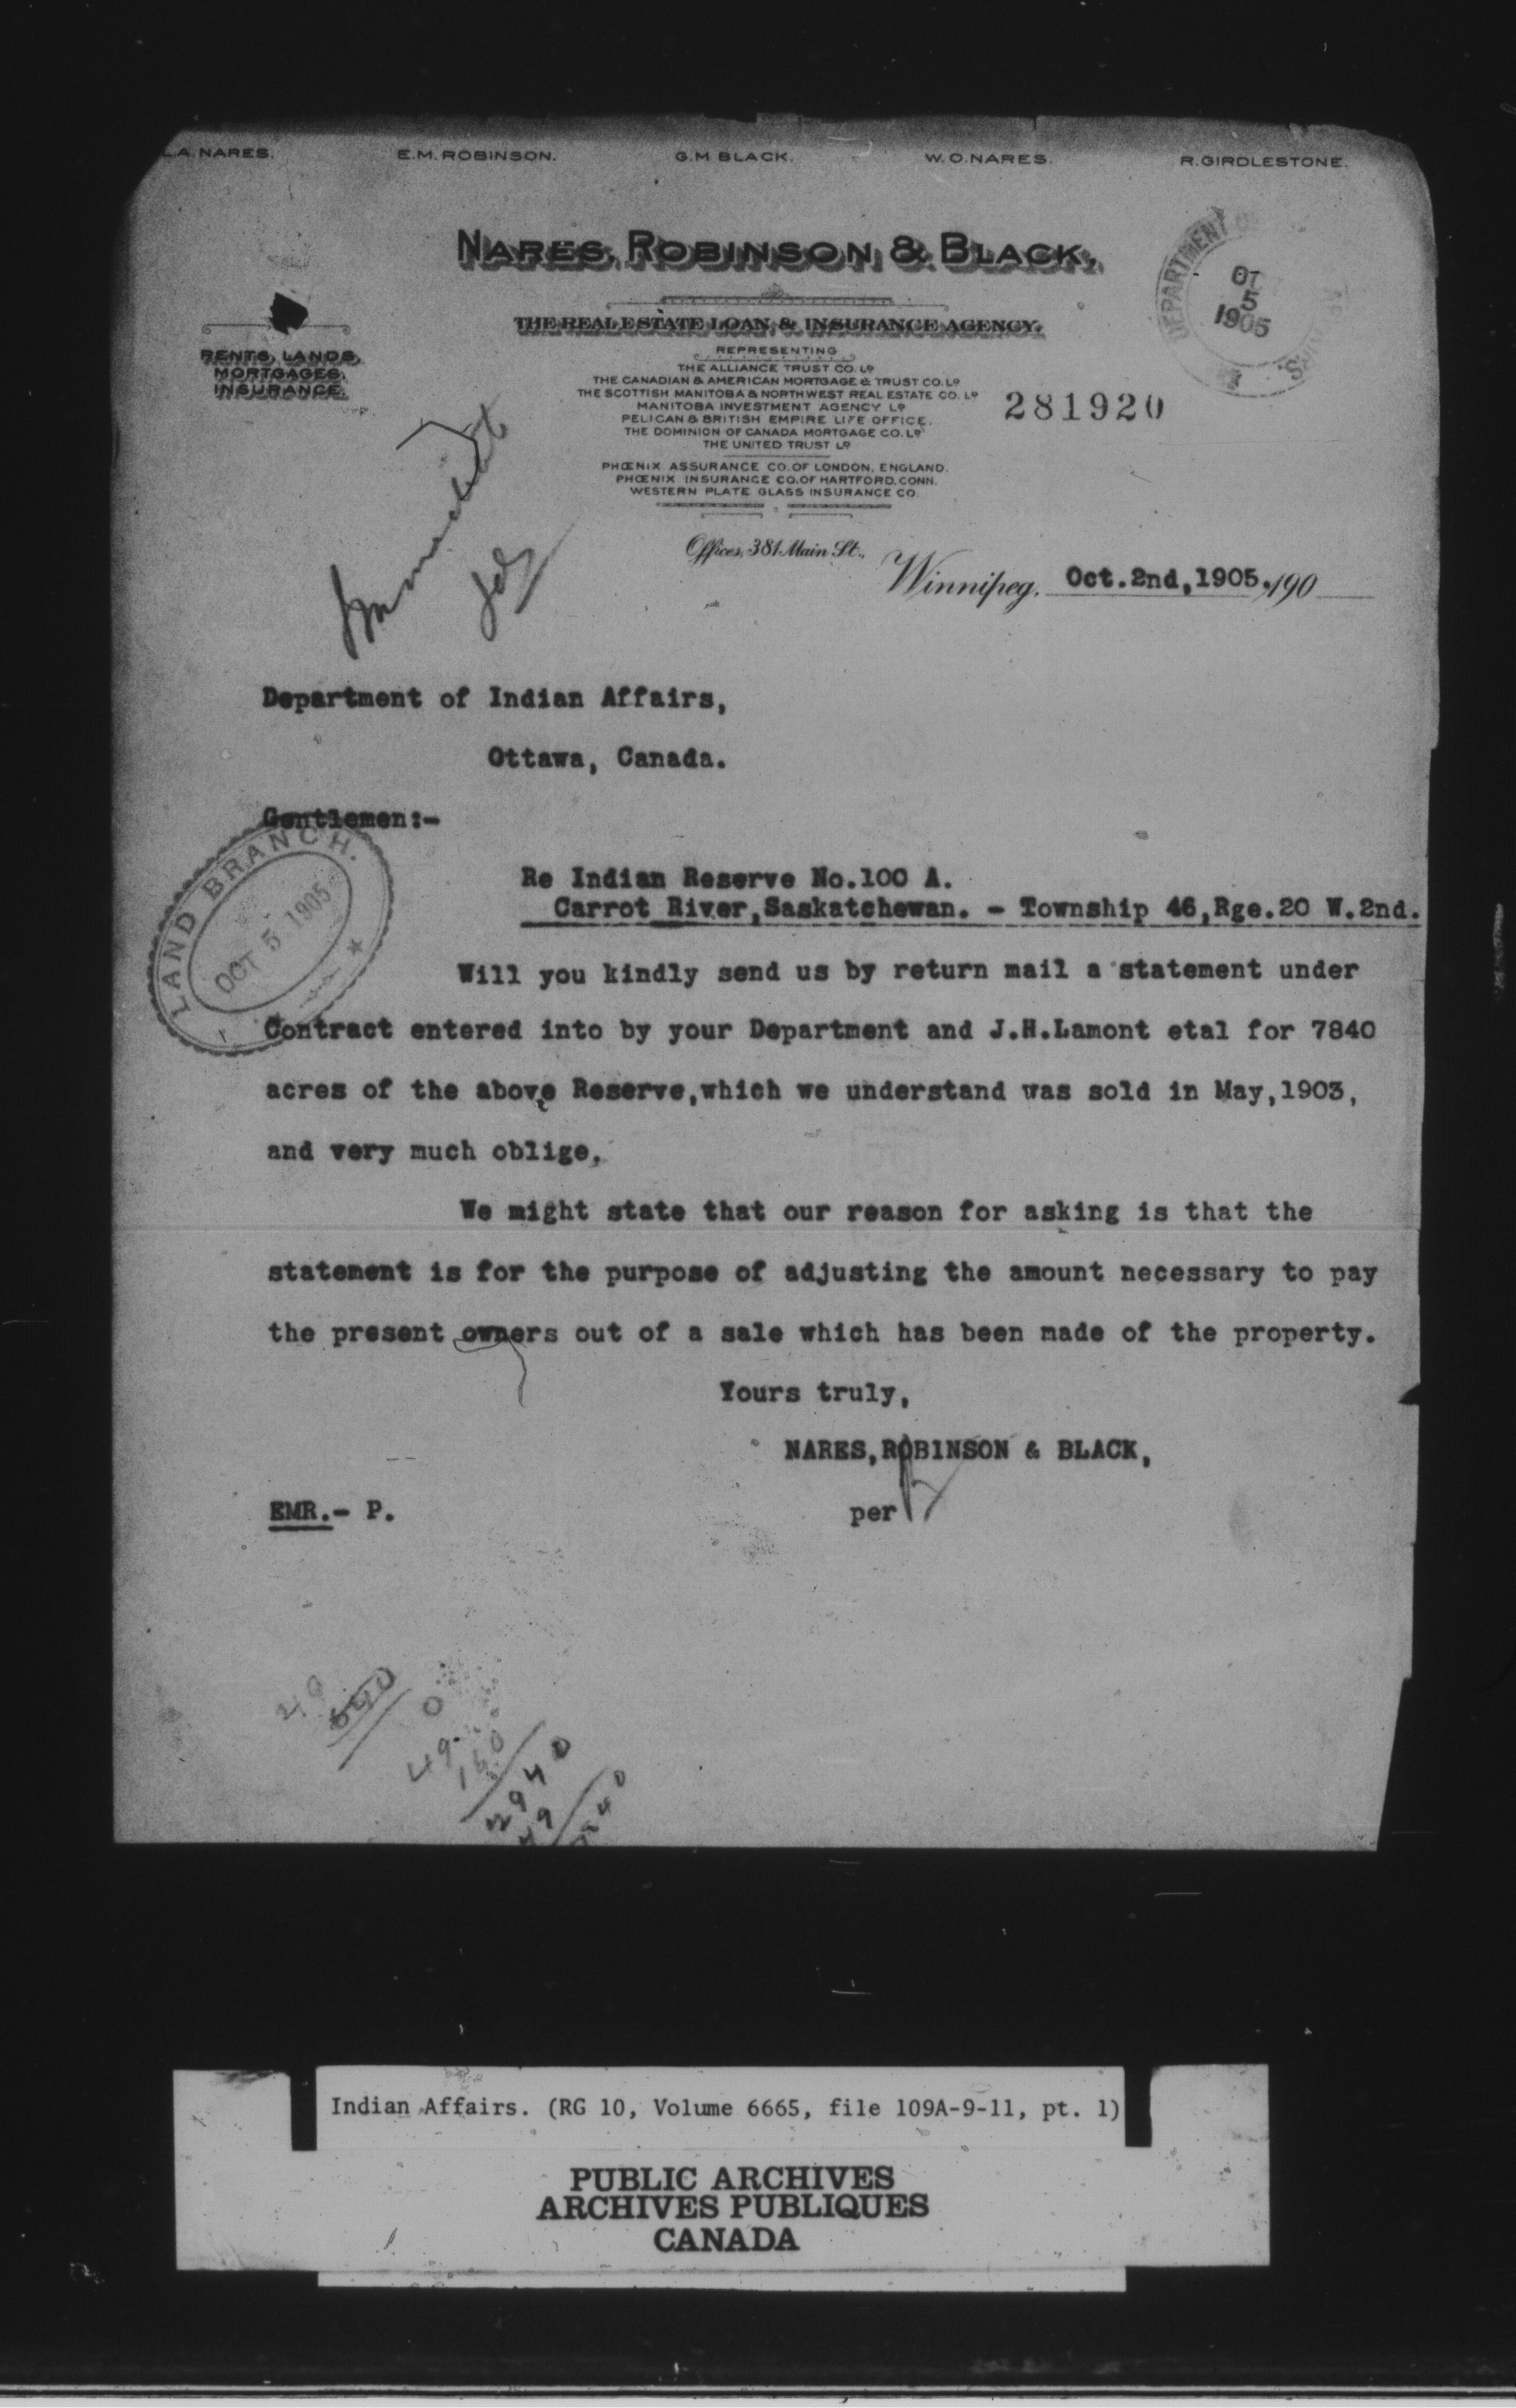 A. NARES.
E.M. ROBINSON.
G.M BLACK.
W.O. NARES.
R. GIRDLESTONE.
NARES, ROBINSON & BLACK,
THE REAL ESTATE LOAN, & INSURANCE AGENCY.
RENTS, LANDS,
MORTGAGES,
INSURANCE.
REPRESENTING
THE ALLIANCE TRUST CO. LD
THE CANADIAN & AMERICAN MORTGAGE & TRUST CO. LD
THE SCOTTISH MANITOBA & NORTHWEST REAL ESTATE CO. LD
MANITOBA INVESTMENT AGENCY LD
PELICAN & BRITISH EMPIRE LIFE OFFICE.
THE DOMINION OF CANADA MORTGAGE CO. LD
THE UNITED TRUST LD
PHŒNIX ASSURANCE CO. OF LONDON, ENGLAND.
PHŒNIX INSURANCE CO. OF HARTFORD, CONN.
WESTERN PLATE GLASS INSURANCE CO.
DEPARTMENT
5
1905
281920
Offices, 381 Main St.,
Winnipeg, Oct.2nd,1905. 190
Department of Indian Affairs,
Ottawa, Canada.
Gentlemen:-
LAND BRANCH.
OCT 5 1905
Re Indian Reserve No.100 A.
Carrot River,Saskatchewan. - Township 46,Rge.20 W.2nd.
Will you kindly send us by return mail a statement under
Contract entered into by your Department and J.H.Lamont etal for 7840
acres of the above Reserve,which we understand was sold in May,1903,
and very much oblige,
We might state that our reason for asking is that the
statement is for the purpose of adjusting the amount necessary to pay
the present owners out of a sale which has been made of the property.
Yours truly,
NARES,ROBINSON & BLACK,
per
EMR.- P.
640
0
49
160
2940
49
7840
Indian Affairs. (RG 10, Volume 6665, file 109A-9-11, pt. 1)
PUBLIC ARCHIVES
ARCHIVES PUBLIQUES
CANADA